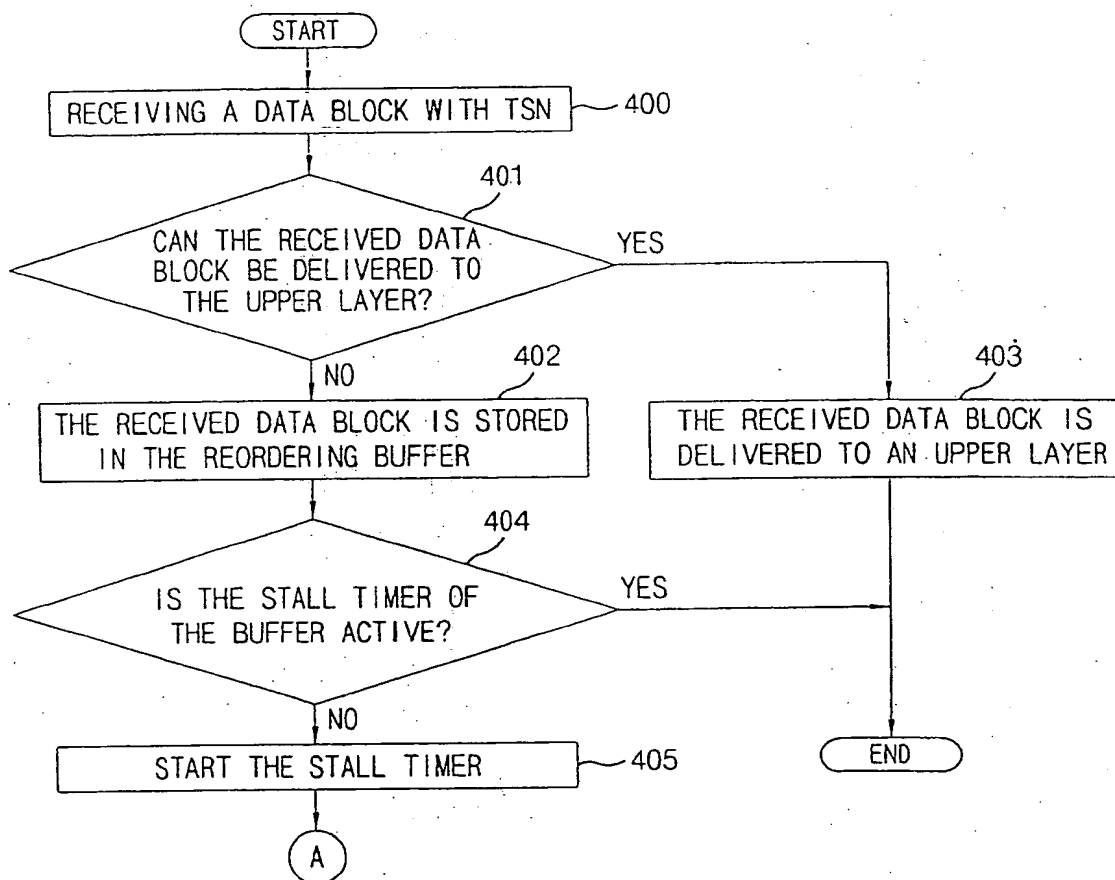 START
RECEIVING A DATA BLOCK WITH TSN
400
401
CAN THE RECEIVED DATA
BLOCK BE DELIVERED TO
THE UPPER LAYER?
YES
NO
402
THE RECEIVED DATA BLOCK IS STORED
IN THE REORDERING BUFFER
403
THE RECEIVED DATA BLOCK IS
DELIVERED TO AN UPPER LAYER
404
IS THE STALL TIMER OF
THE BUFFER ACTIVE?
YES
NO
START THE STALL TIMER
405
END
A